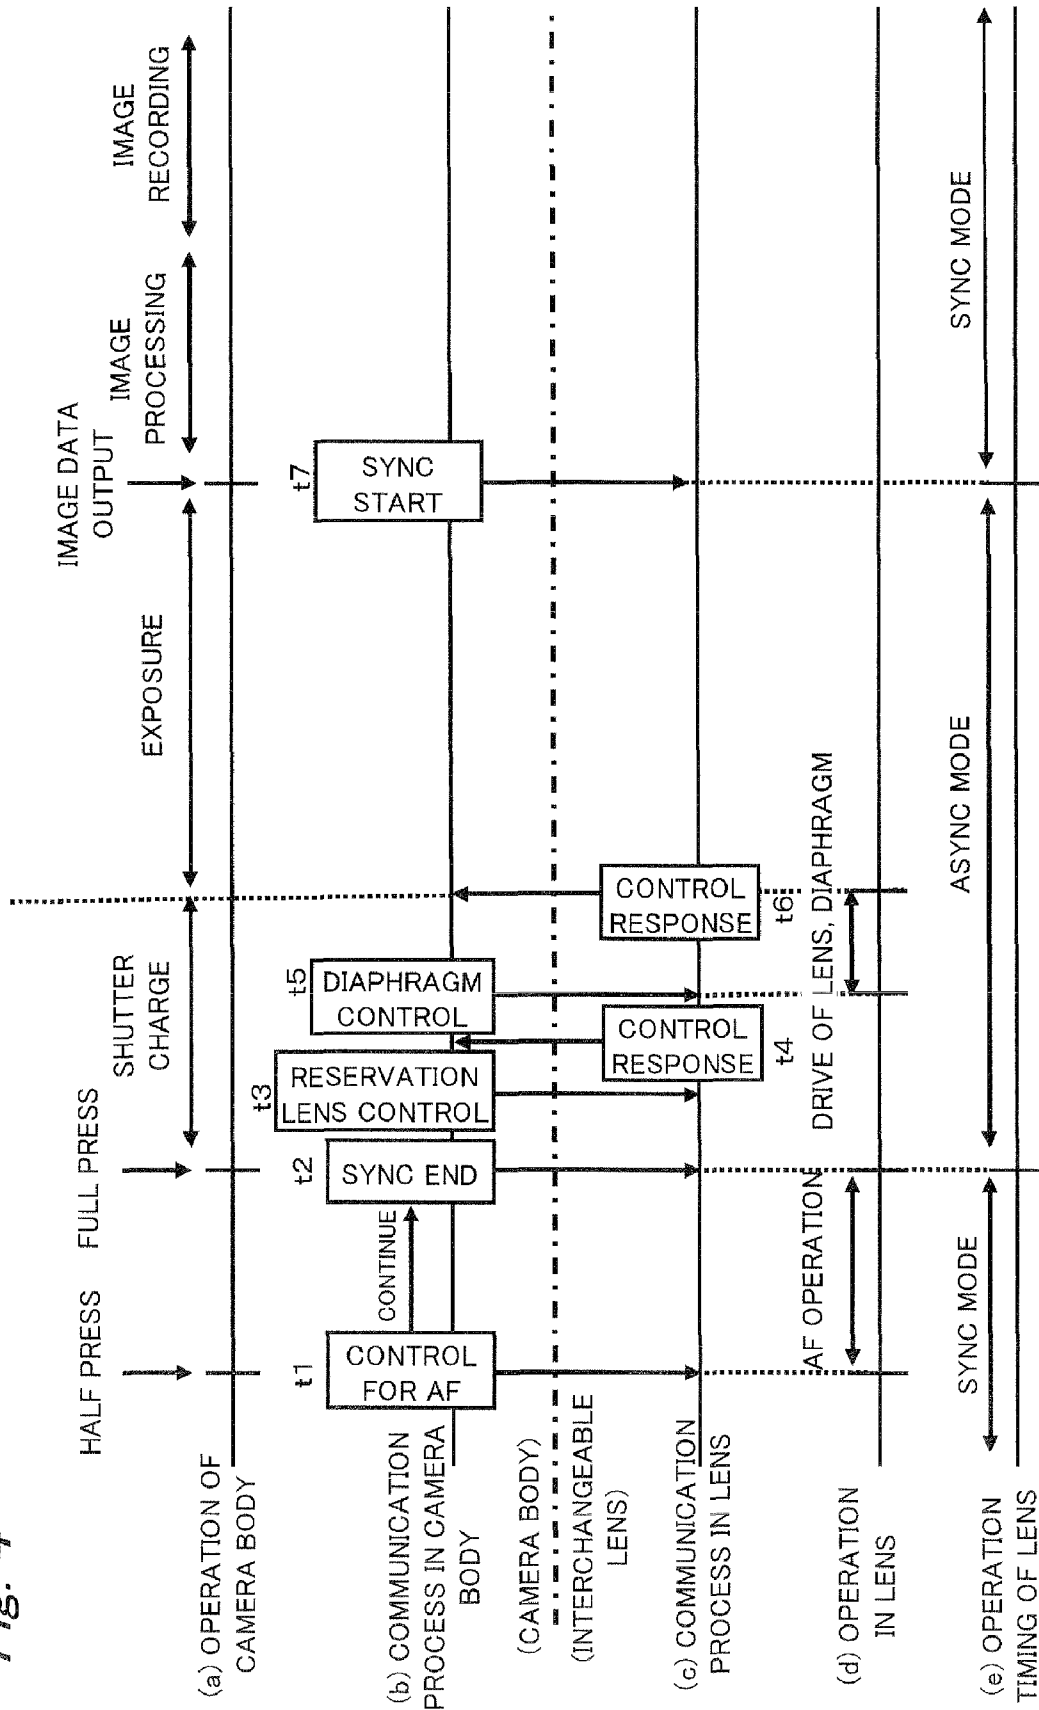 HALF PRESS
FULL PRESS
SHUTTER
CHARGE
EXPOSURE
IMAGE DATA
OUTPUT
IMAGE
PROCESSING
IMAGE
RECORDING
(a) OPERATION OF
CAMERA BODY
(b) COMMUNICATION
PROCESS IN CAMERA
BODY
t1
CONTROL
FOR AF
CONTINUE
t2
SYNC END
t3
RESERVATION
LENS CONTROL
t5
DIAPHRAGM
CONTROL
t7
SYNC
START
(CAMERA BODY)
(INTERCHANGEABLE
LENS)
(c) COMMUNICATION
PROCESS IN LENS
CONTROL
RESPONSE
t4
CONTROL
RESPONSE
t6
(d) OPERATION
IN LENS
AF OPERATION
DRIVE OF LENS, DIAPHRAGM
(e) OPERATION
TIMING OF LENS
SYNC MODE
ASYNC MODE
SYNC MODE